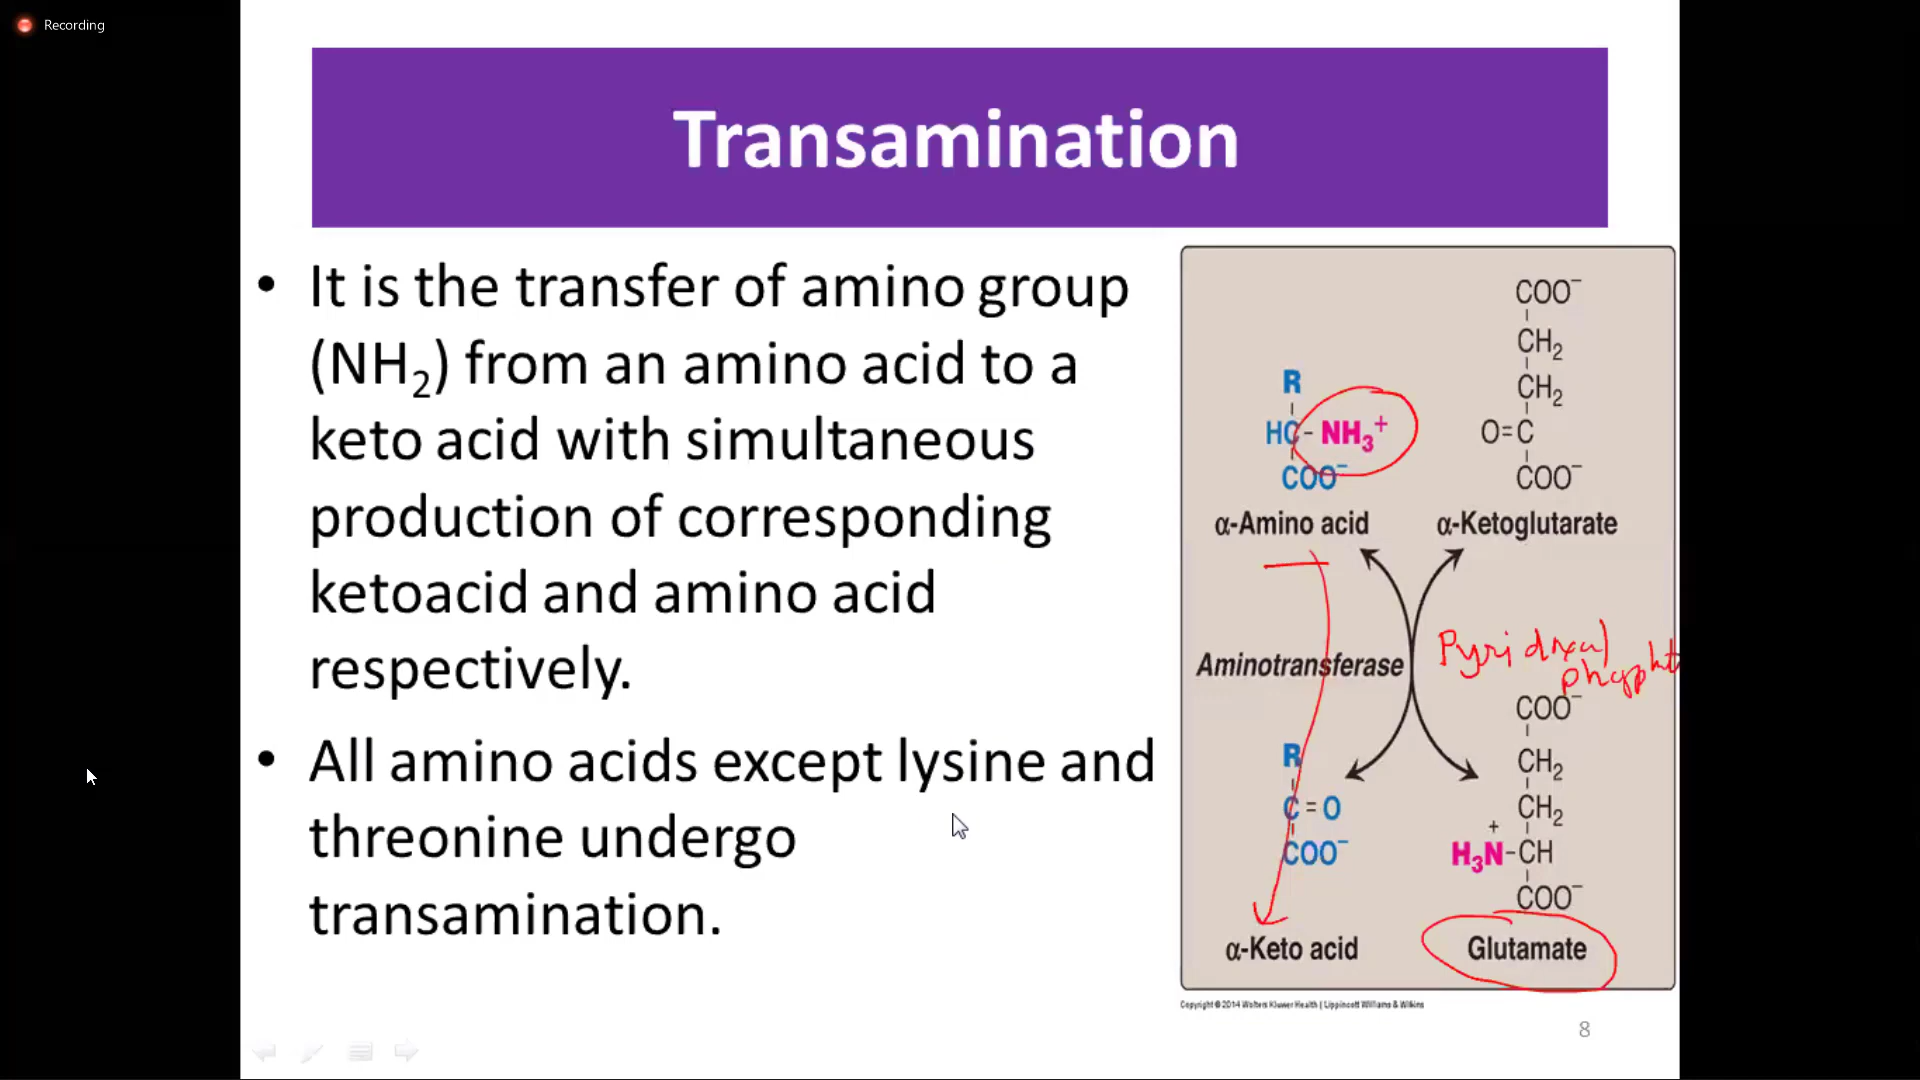 Recording
Transamination
• It is the transfer of amino group
(NH₂) from an amino acid to a
keto acid with simultaneous
production of corresponding
ketoacid and amino acid
respectively.
• All amino acids except lysine and
threonine undergo
transamination.
R
HC-NH₃⁺
COO⁻
α-Amino acid
COO⁻
CH₂
CH₂
O=C
COO⁻
α-Ketoglutarate
Aminotransferase
Pyridoxal
R
C=O
COO⁻
α-Keto acid
COO⁻
CH₂
CH₂
+
H₃N-CH
COO⁻
Glutamate
Copyright © 2014 Wolters Kluwer Health | Lippincott Williams & Wilkins
8